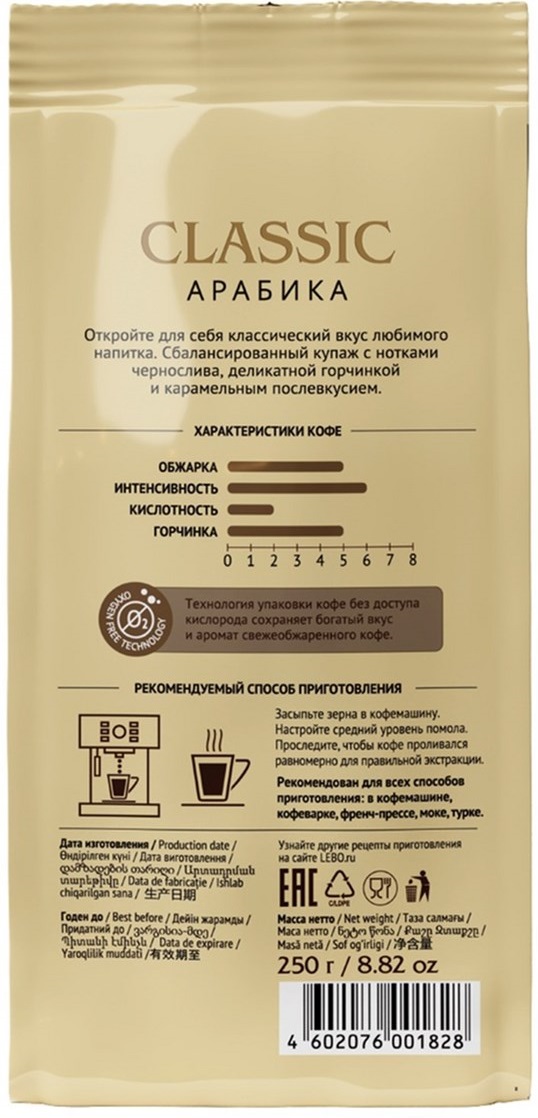 CLASSIC
АРАБИКА
Откройте для себя классический вкус любимого
напитка. Сбалансированный купаж с нотками
чернослива, деликатной горчинкой
и карамельным послевкусием.
ХАРАКТЕРИСТИКИ КОФЕ
ОБЖАРКА
ИНТЕНСИВНОСТЬ
КИСЛОТНОСТЬ
ГОРЧИНКА
0 1 2 3 4 5 6 7 8
OXYGEN FREE TECHNOLOGY
O2
Технология упаковки кофе без доступа
кислорода сохраняет богатый вкус
и аромат свежеобжаренного кофе.
РЕКОМЕНДУЕМЫЙ СПОСОБ ПРИГОТОВЛЕНИЯ
Засыпьте зерна в кофемашину.
Настройте средний уровень помола.
Проследите, чтобы кофе проливался
равномерно для правильной экстракции.
Рекомендован для всех способов
приготовления: в кофемашине,
кофеварке, френч-прессе, моке, турке.
Дата изготовления / Production date /
Өндірілген күні / Дата виготовлення /
დამზადების თარიღი / Արտադրման
տարեթիվը / Data de fabricație / Ishlab
chiqarilgan sana / 生产日期
Годен до / Best before / Дейін жарамды /
Придатний до / ვარგისია-მდე /
Պիտանի է մինչև / Data de expirare /
Yaroqlilik muddati / 有效期至
Узнайте другие рецепты приготовления
на сайте LEBO.ru
EAC
C/LDPE
Масса нетто / Net weight / Таза салмағы /
Маса нетто / ნეტო წონა / Քաշը Զտաքաշը /
Masă netă / Sof og'irligi / 净含量
250 г / 8.82 oz
4 602076 001828